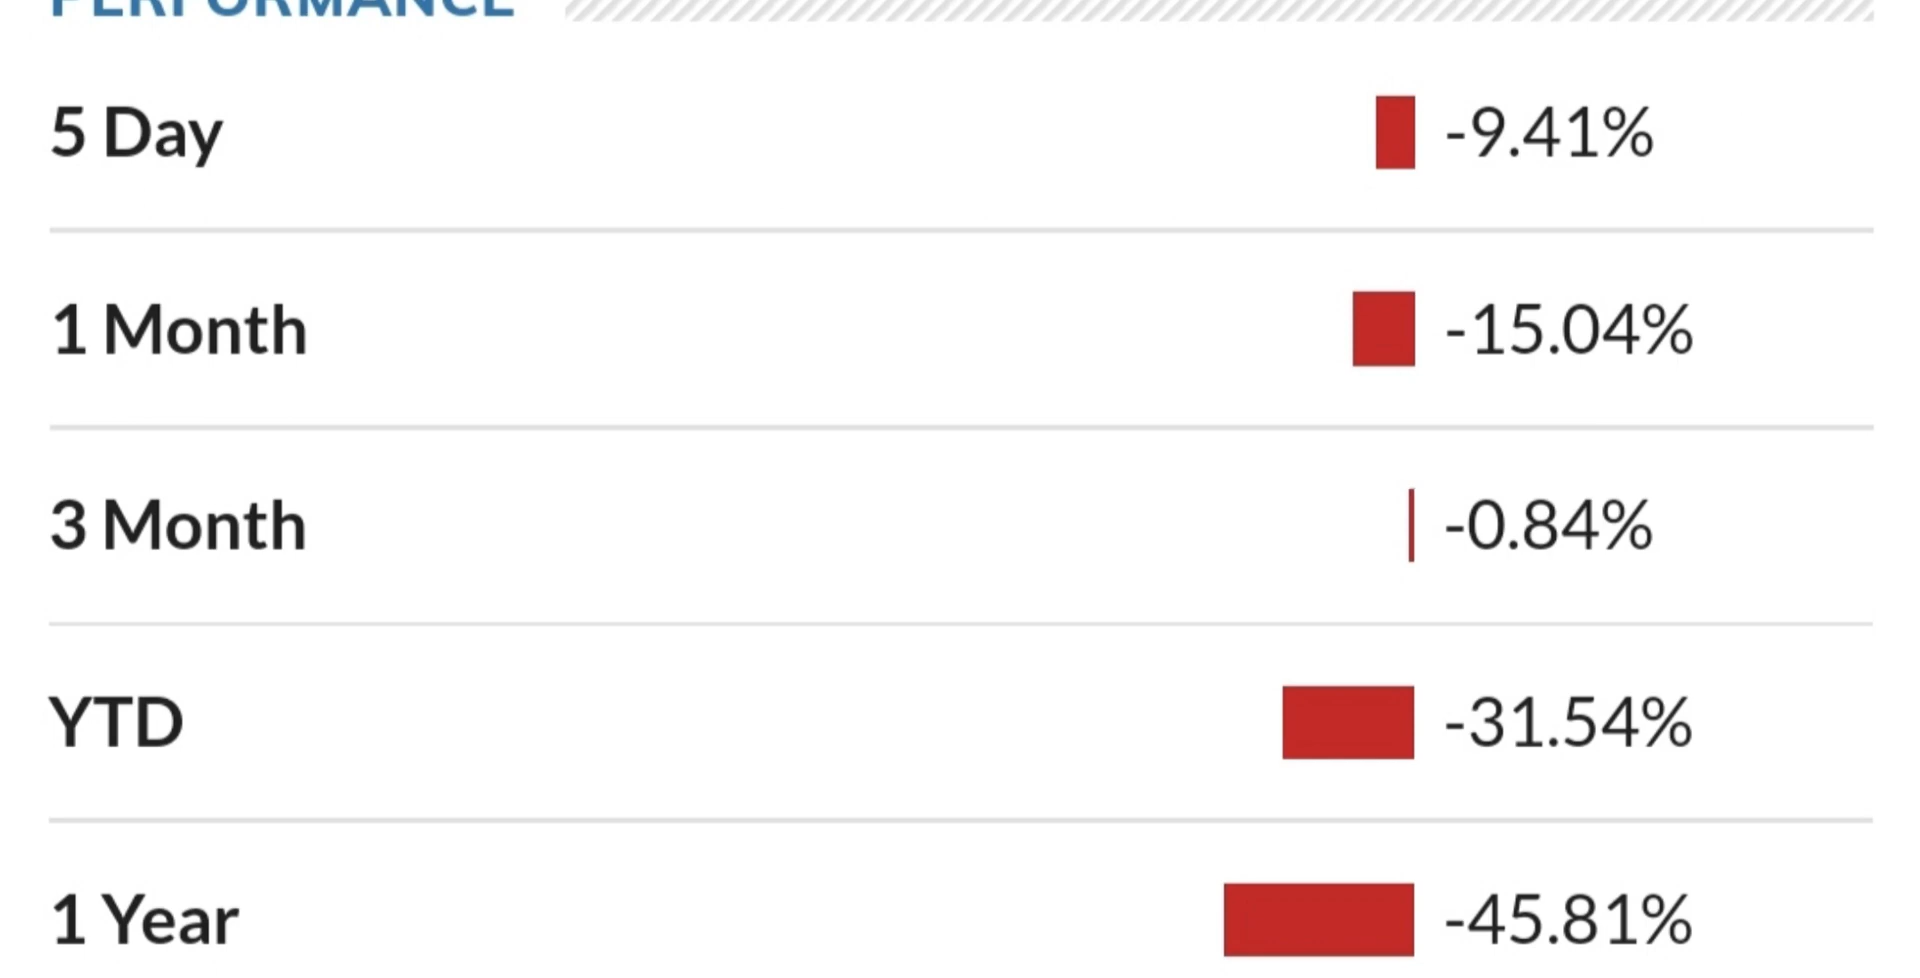 PERFORMANCE
5 Day -9.41%
1 Month -15.04%
3 Month -0.84%
YTD -31.54%
1 Year -45.81%